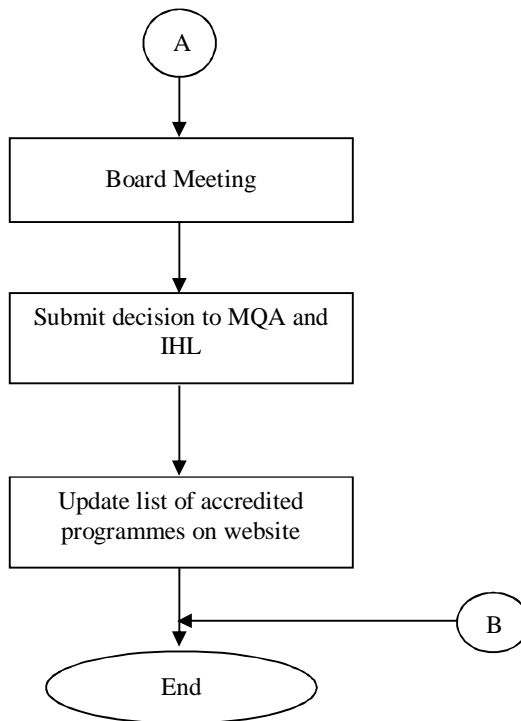 A
Board Meeting
Submit decision to MQA and
IHL
Update list of accredited
programmes on website
B
End